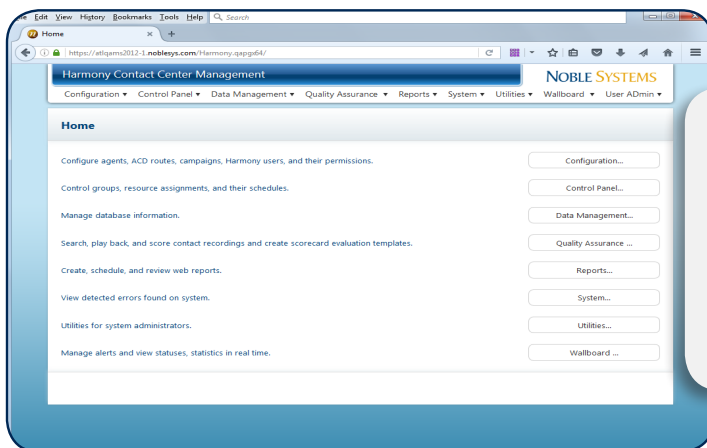 Edit View History Bookmarks Tools Help Search
Home
https://atlqams2012-1.noblesys.com/Harmony.qapgx64/
Harmony Contact Center Management
NOBLE SYSTEMS
Configuration Control Panel Data Management Quality Assurance Reports System Utilities Wallboard User ADmin
Home
Configure agents, ACD routes, campaigns, Harmony users, and their permissions. Configuration...
Control groups, resource assignments, and their schedules. Control Panel...
Manage database information. Data Management...
Search, play back, and score contact recordings and create scorecard evaluation templates. Quality Assurance ...
Create, schedule, and review web reports. Reports...
View detected errors found on system. System...
Utilities for system administrators. Utilities...
Manage alerts and view statuses, statistics in real time. Wallboard ...